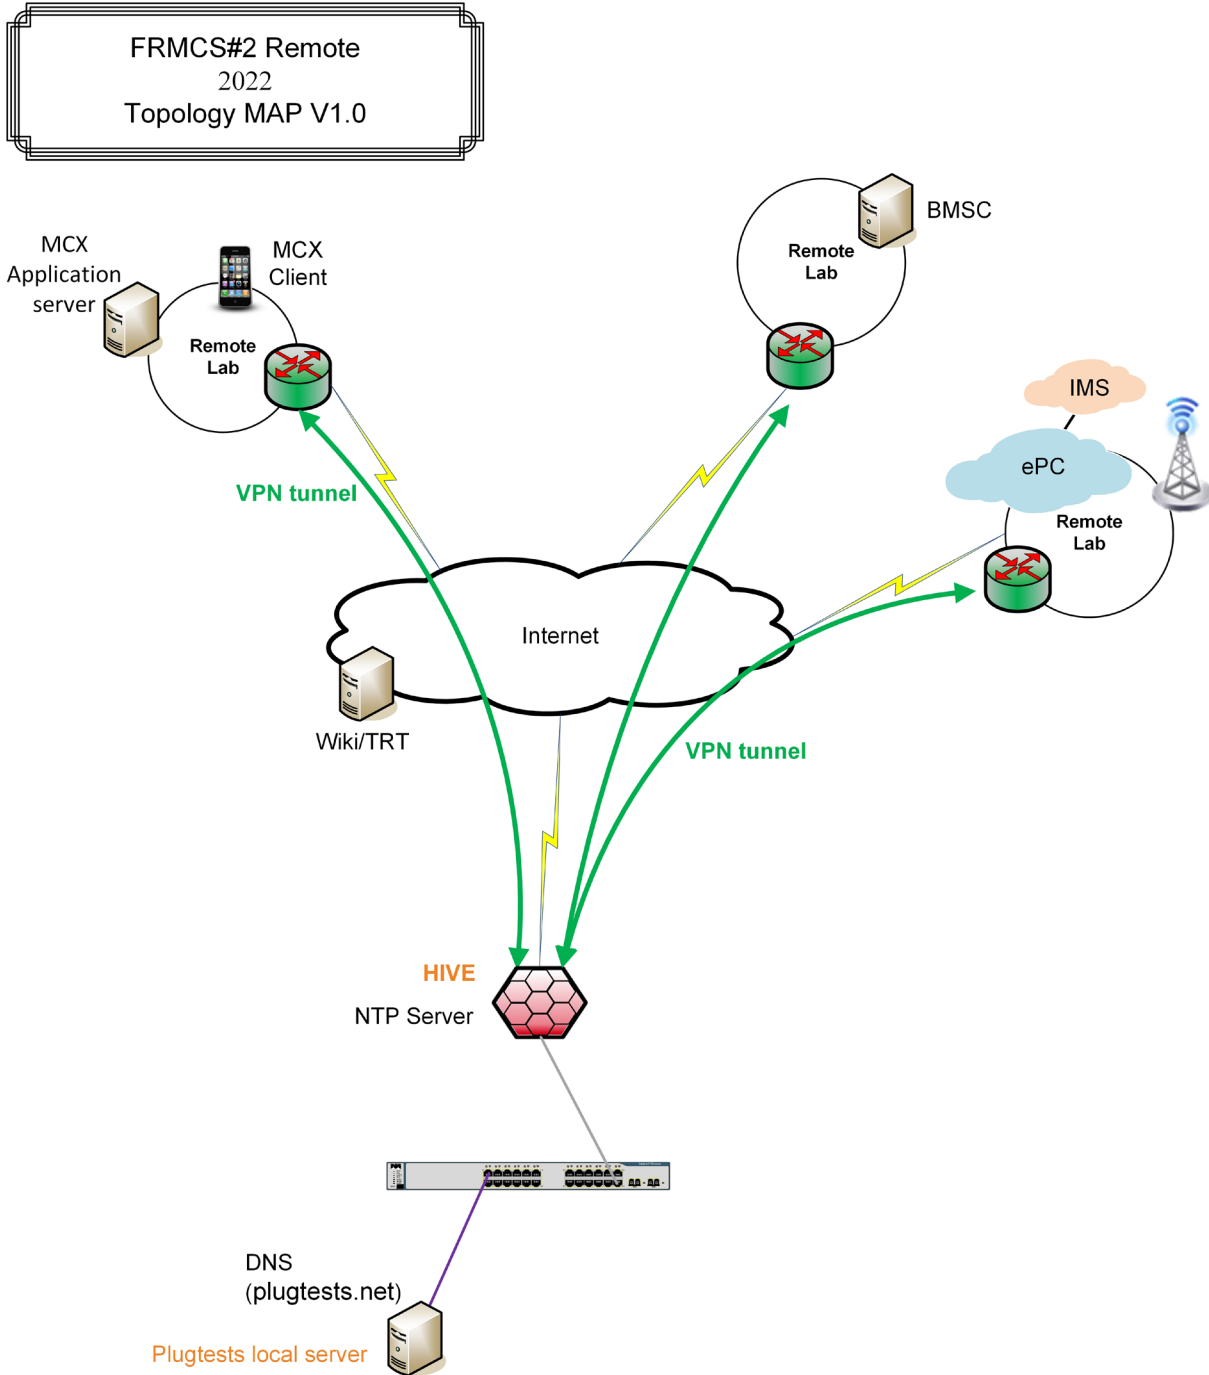 FRMCS#2 Remote
2022
Topology MAP V1.0
BMSC
MCX
Application
server
MCX
Client
Remote
Lab
Remote
Lab
IMS
ePC
Remote
Lab
VPN tunnel
Internet
Wiki/TRT
VPN tunnel
HIVE
NTP Server
DNS
(plugtests.net)
Plugtests local server